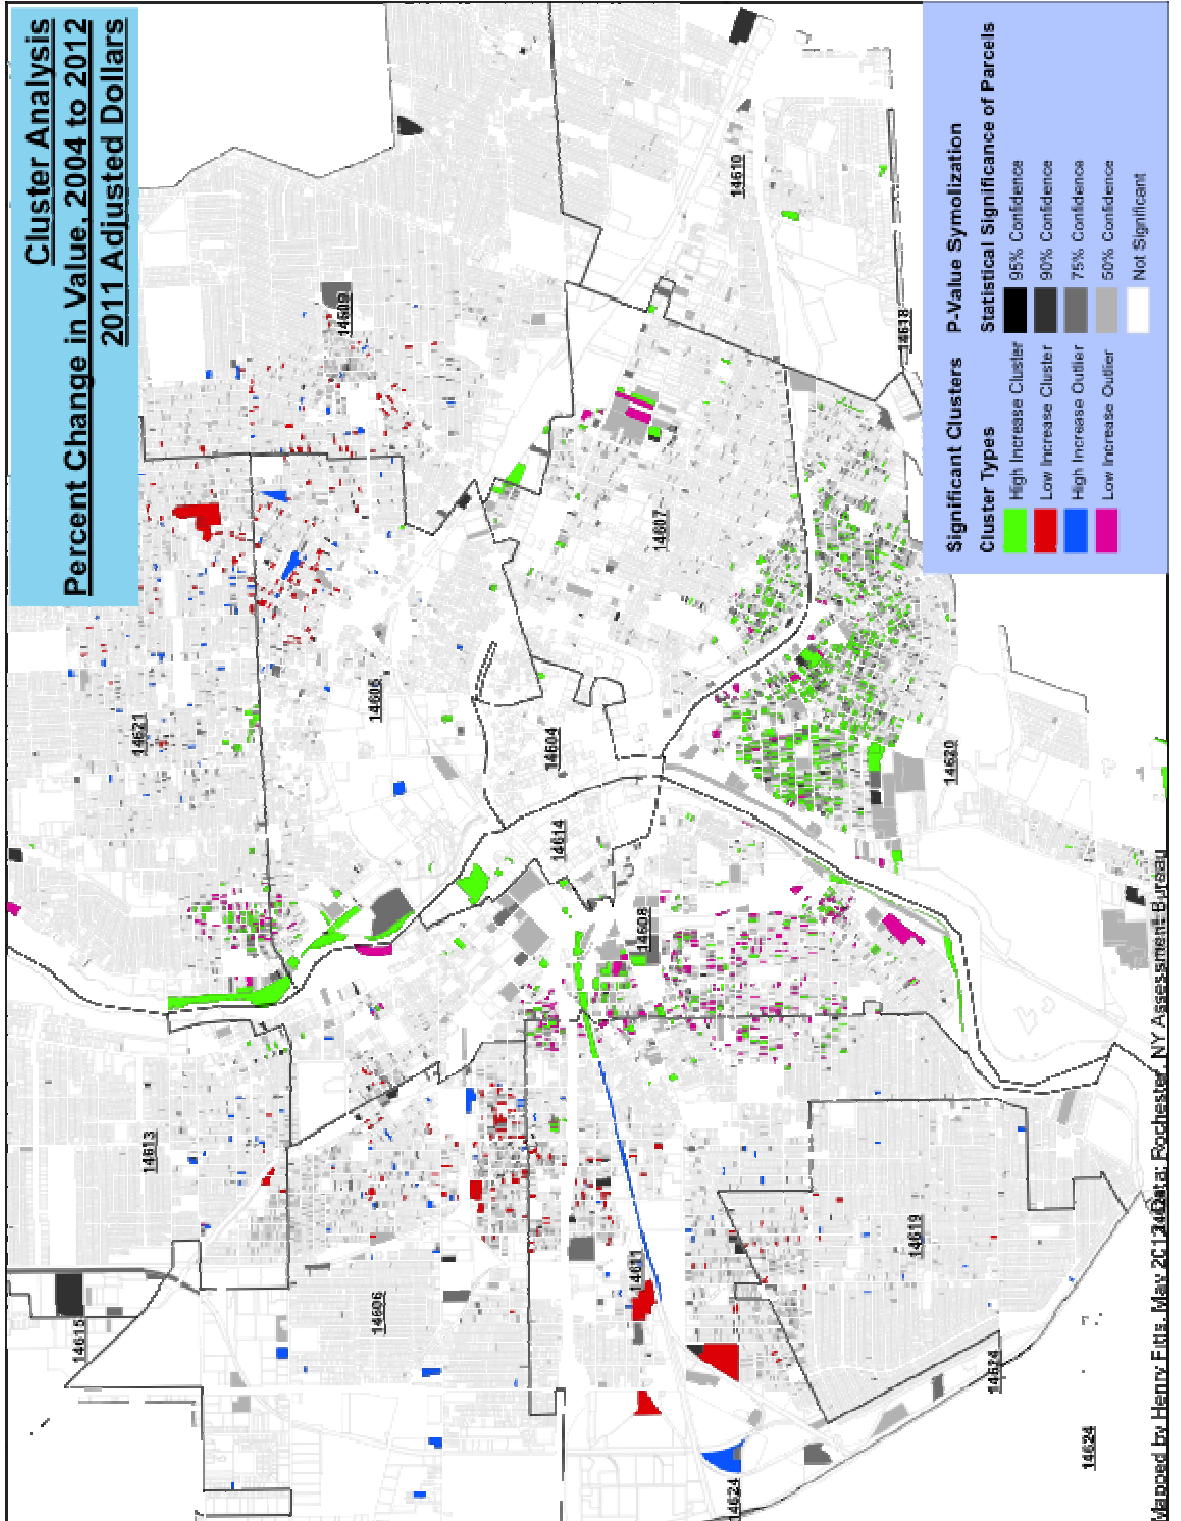 Cluster Analysis
Percent Change in Value, 2004 to 2012
2011 Adjusted Dollars
14609
14621
14605
14610
14618
14607
14604
14614
14620
14613
14608
14615
14606
14611
14619
14624
14624
14624
Significant Clusters
Cluster Types
High Increase Cluster
Low Increase Cluster
High Increase Outlier
Low Increase Outlier
P-Value Symolization
Statistical Significance of Parcels
95% Confidence
90% Confidence
75% Confidence
50% Confidence
Not Significant
Mapped by Henry Fitts, May 2013 Data: Rochester, NY Assessment Bureau